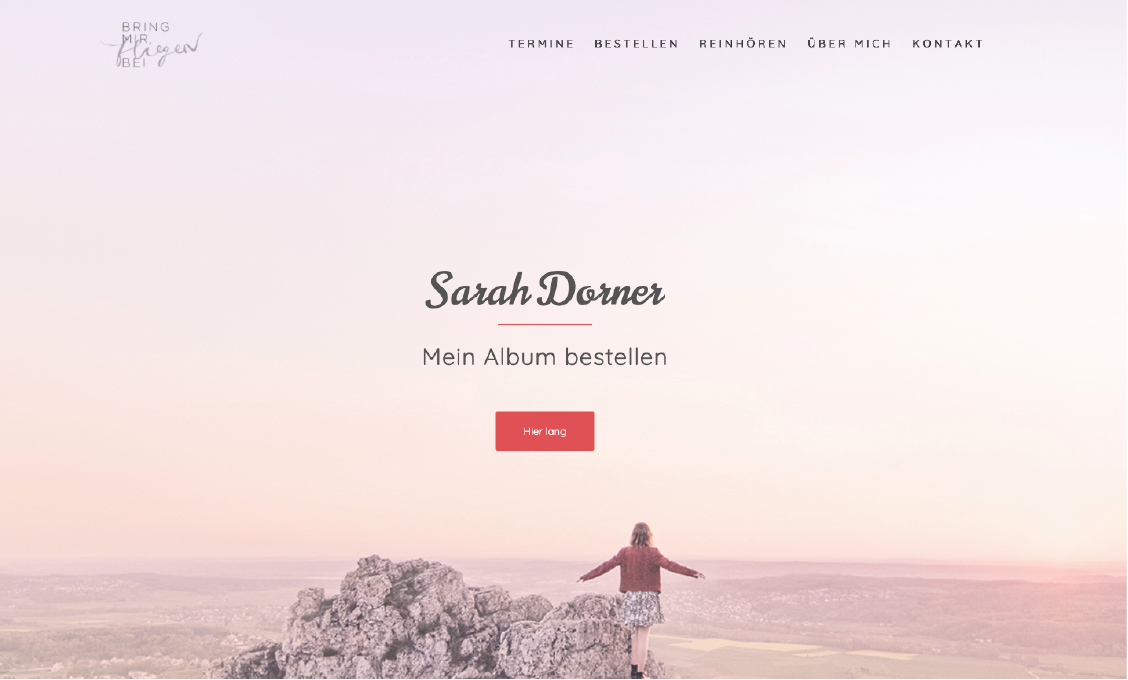 BRING
MIR
fliegen
BEI
TERMINE BESTELLEN REINHÖREN ÜBER MICH KONTAKT
Sarah Dorner
Mein Album bestellen
Hier lang